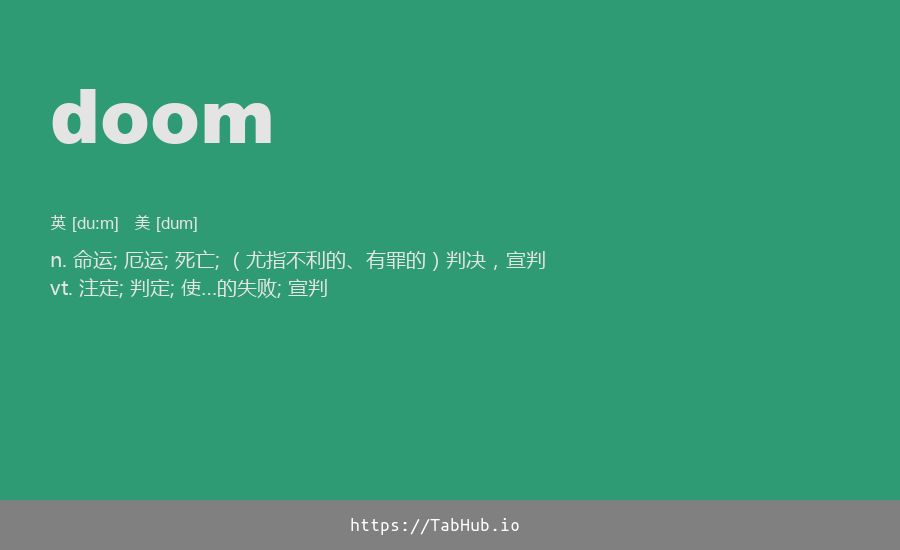 doom
英 [du:m] 美 [dum]
n. 命运; 厄运; 死亡; （尤指不利的、有罪的）判决，宣判
vt. 注定; 判定; 使...的失败; 宣判
https://TabHub.io